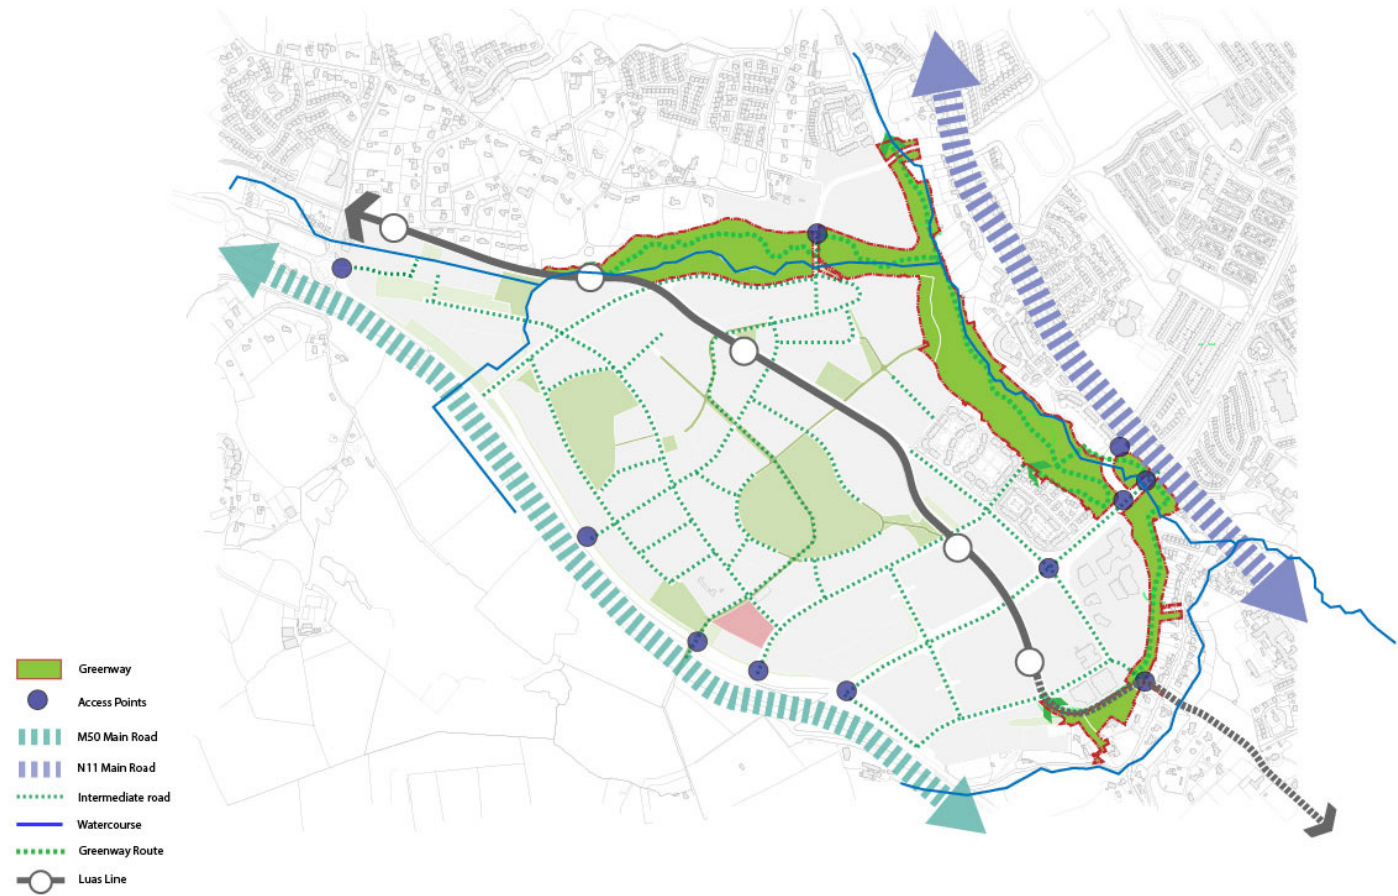 Greenway
Access Points
M50 Main Road
N11 Main Road
Intermediate road
Watercourse
Greenway Route
Luas Line